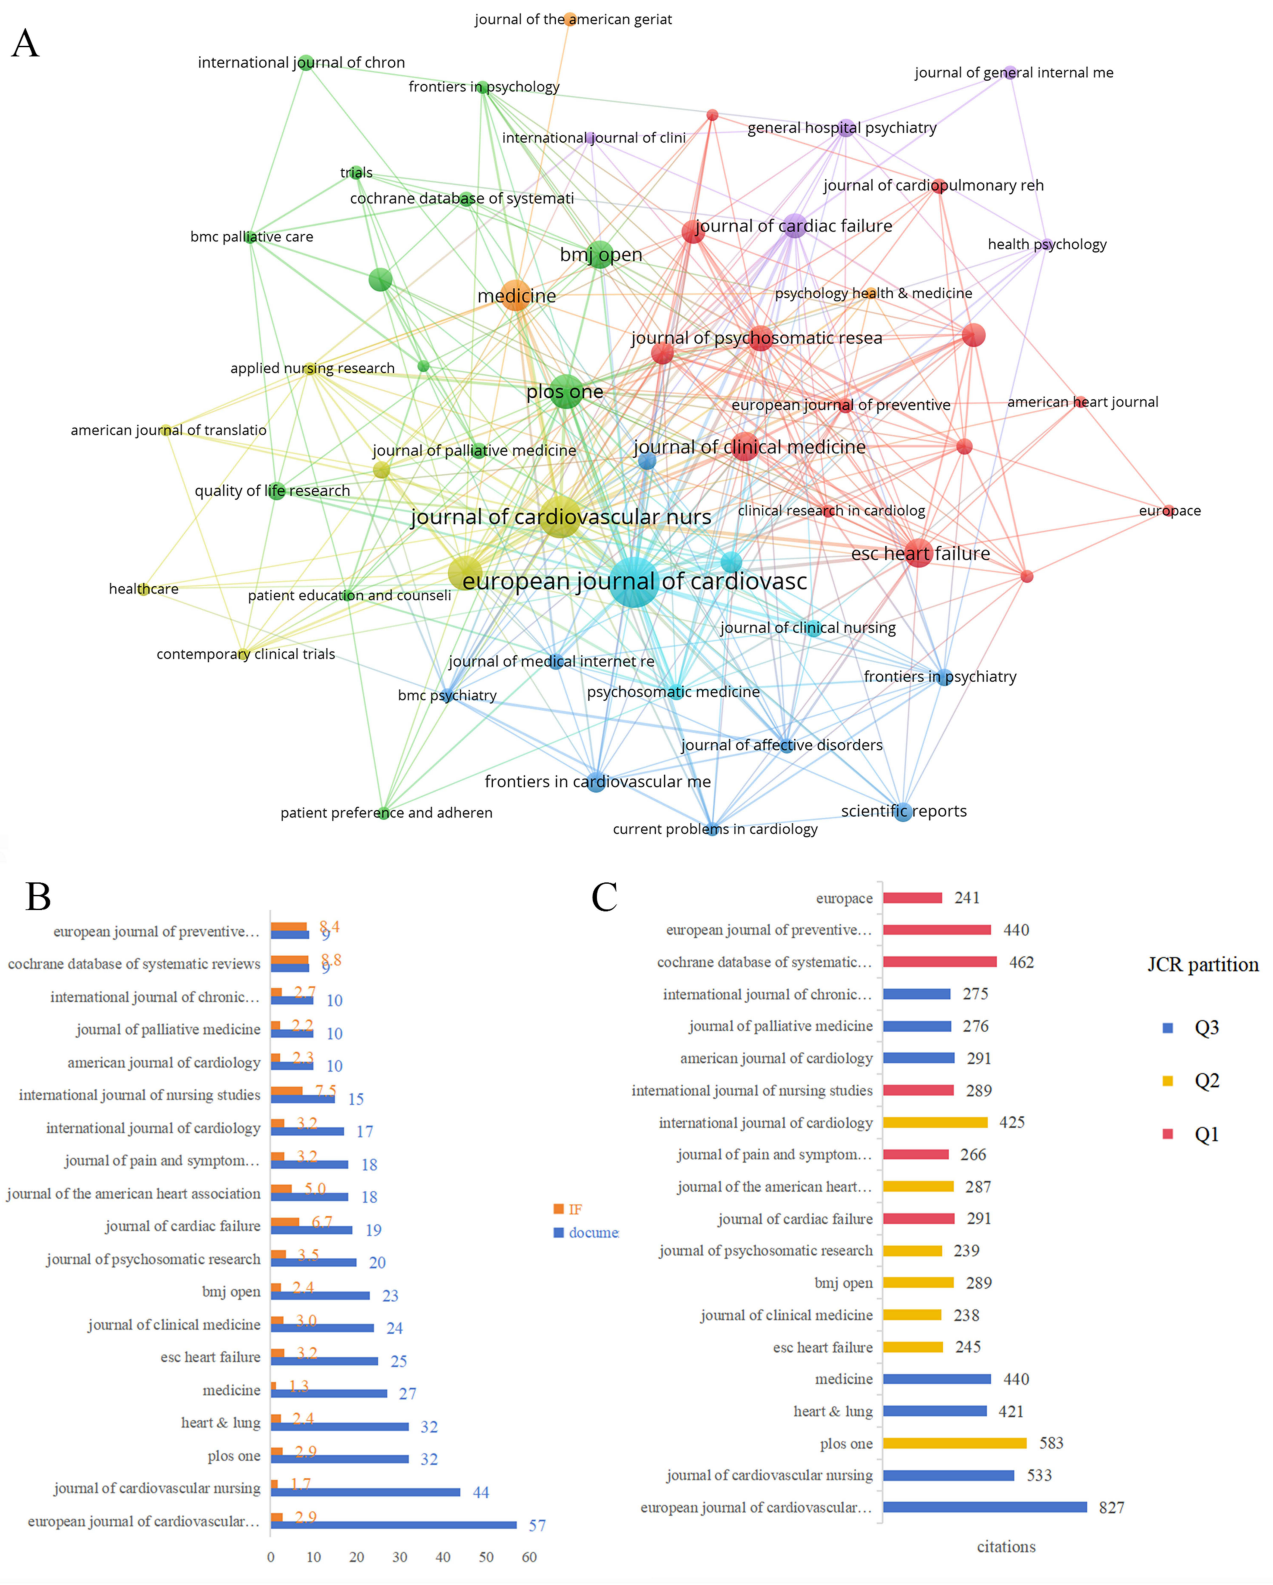 A
journal of the american geriat
international journal of chron
journal of general internal me
frontiers in psychology
general hospital psychiatry
international journal of clini
trials
journal of cardiopulmonary reh
cochrane database of systemati
journal of cardiac failure
bmc palliative care
health psychology
bmj open
psychology health & medicine
medicine
journal of psychosomatic resea
applied nursing research
plos one
european journal of preventive
american heart journal
american journal of translatio
journal of palliative medicine
journal of clinical medicine
quality of life research
clinical research in cardiolog
europace
journal of cardiovascular nurs
esc heart failure
european journal of cardiovasc
healthcare
patient education and counseli
journal of clinical nursing
contemporary clinical trials
journal of medical internet re
frontiers in psychiatry
bmc psychiatry
psychosomatic medicine
journal of affective disorders
frontiers in cardiovascular me
patient preference and adheren
scientific reports
current problems in cardiology
B
european journal of preventive… 8.4 9
cochrane database of systematic reviews 8.8 9
international journal of chronic… 2.7 10
journal of palliative medicine 2.2 10
american journal of cardiology 2.3 10
international journal of nursing studies 7.5 15
international journal of cardiology 3.2 17
journal of pain and symptom… 3.2 18
journal of the american heart association 5.0 18
journal of cardiac failure 6.7 19
journal of psychosomatic research 3.5 20
bmj open 2.4 23
journal of clinical medicine 3.0 24
esc heart failure 3.2 25
medicine 1.3 27
heart & lung 2.4 32
plos one 2.9 32
journal of cardiovascular nursing 1.7 44
european journal of cardiovascular… 2.9 57
0 10 20 30 40 50 60
IF
docume
C
europace 241
european journal of preventive… 440
cochrane database of systematic… 462
international journal of chronic… 275
journal of palliative medicine 276
american journal of cardiology 291
international journal of nursing studies 289
international journal of cardiology 425
journal of pain and symptom… 266
journal of the american heart… 287
journal of cardiac failure 291
journal of psychosomatic research 239
bmj open 289
journal of clinical medicine 238
esc heart failure 245
medicine 440
heart & lung 421
plos one 583
journal of cardiovascular nursing 533
european journal of cardiovascular… 827
citations
JCR partition
Q3
Q2
Q1